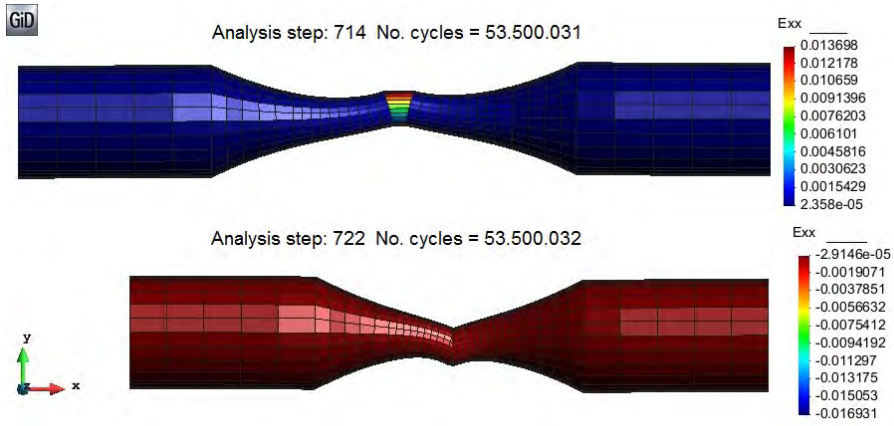 GiD
Analysis step: 714 No. cycles = 53.500.031
Exx
0.013698
0.012178
0.010659
0.0091396
0.0076203
0.006101
0.0045816
0.0030623
0.0015429
2.358e-05
Analysis step: 722 No. cycles = 53.500.032
Exx
-2.9146e-05
-0.0019071
-0.0037851
-0.0056632
-0.0075412
-0.0094192
-0.011297
-0.013175
-0.015053
-0.016931
y
z
x